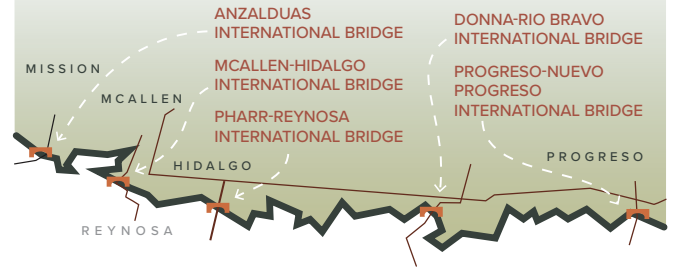 ANZALDUAS
INTERNATIONAL BRIDGE
MCALLEN-HIDALGO
INTERNATIONAL BRIDGE
PHARR-REYNOSA
INTERNATIONAL BRIDGE
DONNA-RIO BRAVO
INTERNATIONAL BRIDGE
PROGRESO-NUEVO
PROGRESO
INTERNATIONAL BRIDGE
MISSION
MCALLEN
HIDALGO
PROGRESO
REYNOSA